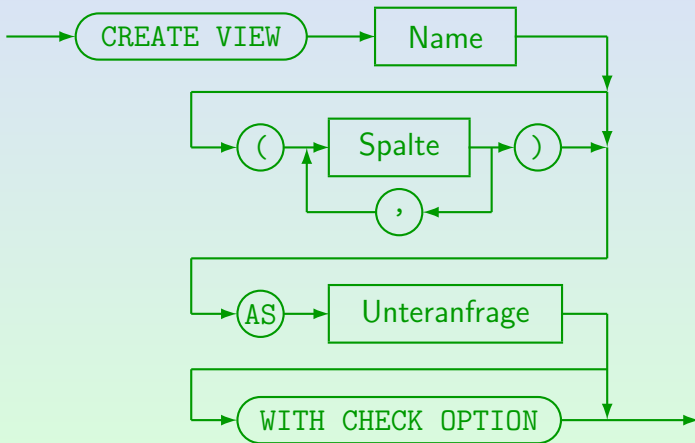 CREATE VIEW Name
( Spalte )
,
AS Unteranfrage
WITH CHECK OPTION